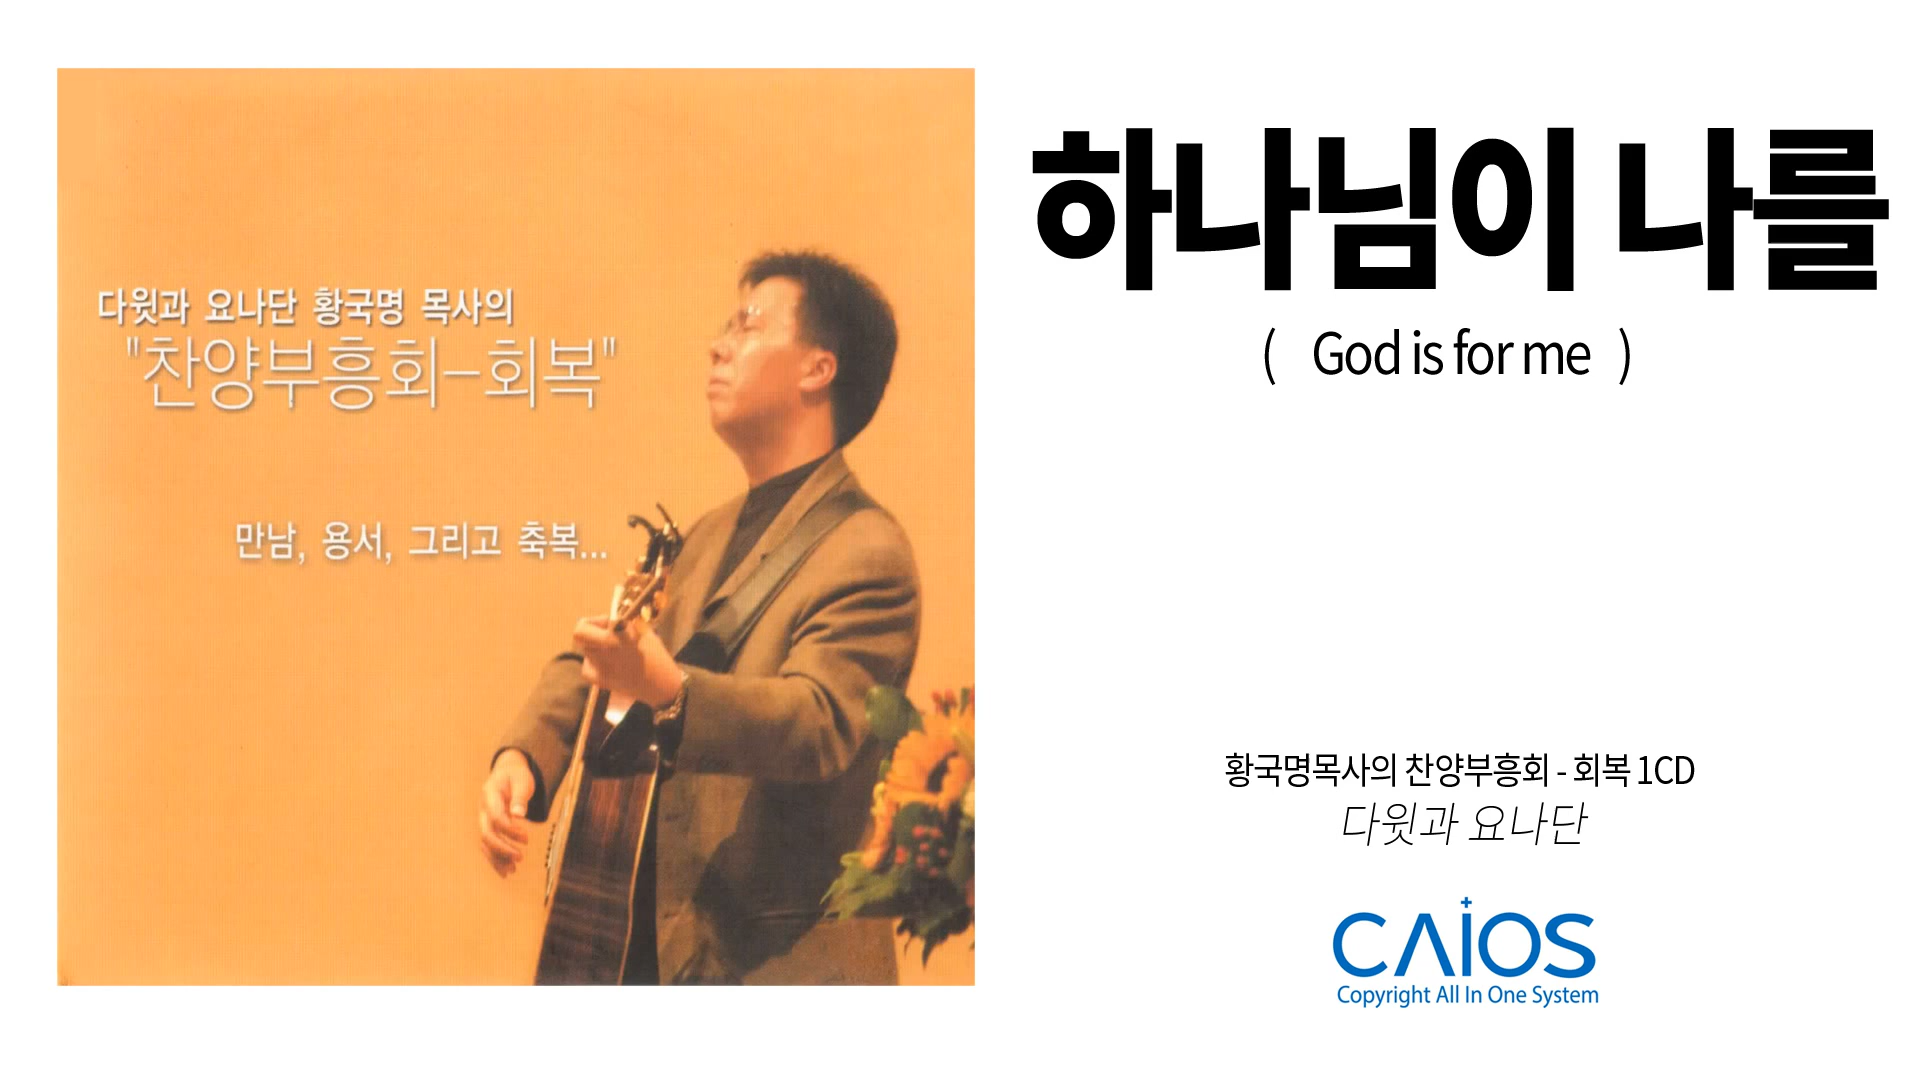 다윗과 요나단 황국명 목사의
"찬양부흥회-회복"
만남, 용서, 그리고 축복...
하나님이 나를
( God is for me )
황국명목사의 찬양부흥회 - 회복 1CD
다윗과 요나단
CAIOS
Copyright All In One System